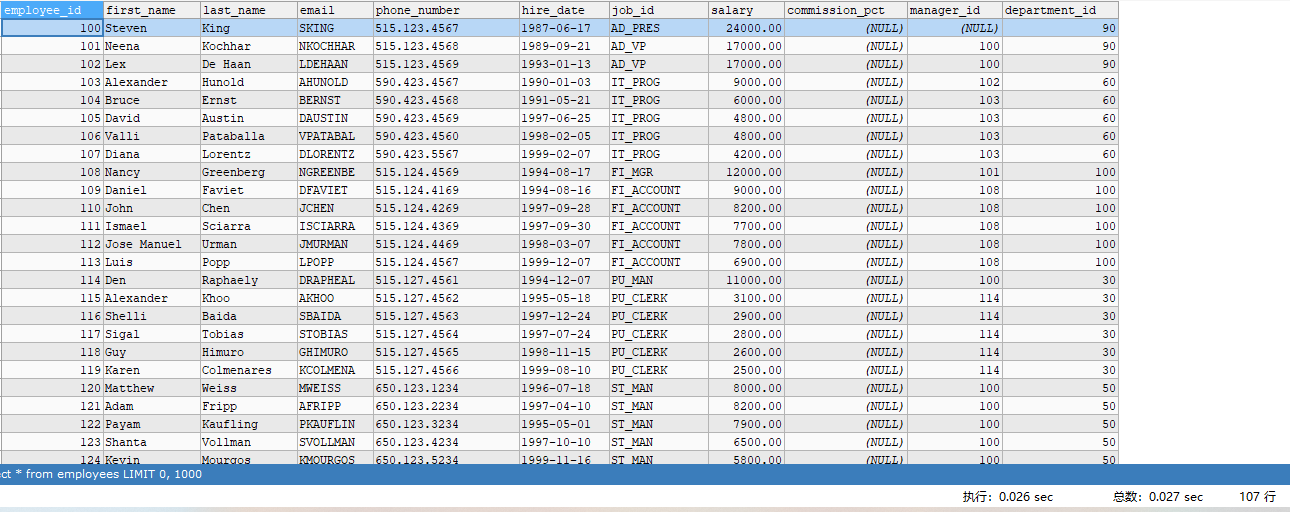 employee_id first_name last_name email phone_number hire_date job_id salary commission_pct manager_id department_id
100 Steven King SKING 515.123.4567 1987-06-17 AD_PRES 24000.00 (NULL) (NULL) 90
101 Neena Kochhar NKOCHHAR 515.123.4568 1989-09-21 AD_VP 17000.00 (NULL) 100 90
102 Lex De Haan LDEHAAN 515.123.4569 1993-01-13 AD_VP 17000.00 (NULL) 100 90
103 Alexander Hunold AHUNOLD 590.423.4567 1990-01-03 IT_PROG 9000.00 (NULL) 102 60
104 Bruce Ernst BERNST 590.423.4568 1991-05-21 IT_PROG 6000.00 (NULL) 103 60
105 David Austin DAUSTIN 590.423.4569 1997-06-25 IT_PROG 4800.00 (NULL) 103 60
106 Valli Pataballa VPATABAL 590.423.4560 1998-02-05 IT_PROG 4800.00 (NULL) 103 60
107 Diana Lorentz DLORENTZ 590.423.5567 1999-02-07 IT_PROG 4200.00 (NULL) 103 60
108 Nancy Greenberg NGREENBE 515.124.4569 1994-08-17 FI_MGR 12000.00 (NULL) 101 100
109 Daniel Faviet DFAVIET 515.124.4169 1994-08-16 FI_ACCOUNT 9000.00 (NULL) 108 100
110 John Chen JCHEN 515.124.4269 1997-09-28 FI_ACCOUNT 8200.00 (NULL) 108 100
111 Ismael Sciarra ISCIARRA 515.124.4369 1997-09-30 FI_ACCOUNT 7700.00 (NULL) 108 100
112 Jose Manuel Urman JMURMAN 515.124.4469 1998-03-07 FI_ACCOUNT 7800.00 (NULL) 108 100
113 Luis Popp LPOPP 515.124.4567 1999-12-07 FI_ACCOUNT 6900.00 (NULL) 108 100
114 Den Raphaely DRAPHEAL 515.127.4561 1994-12-07 PU_MAN 11000.00 (NULL) 100 30
115 Alexander Khoo AKHOO 515.127.4562 1995-05-18 PU_CLERK 3100.00 (NULL) 114 30
116 Shelli Baida SBAIDA 515.127.4563 1997-12-24 PU_CLERK 2900.00 (NULL) 114 30
117 Sigal Tobias STOBIAS 515.127.4564 1997-07-24 PU_CLERK 2800.00 (NULL) 114 30
118 Guy Himuro GHIMURO 515.127.4565 1998-11-15 PU_CLERK 2600.00 (NULL) 114 30
119 Karen Colmenares KCOLMENA 515.127.4566 1999-08-10 PU_CLERK 2500.00 (NULL) 114 30
120 Matthew Weiss MWEISS 650.123.1234 1996-07-18 ST_MAN 8000.00 (NULL) 100 50
121 Adam Fripp AFRIPP 650.123.2234 1997-04-10 ST_MAN 8200.00 (NULL) 100 50
122 Payam Kaufling PKAUFLIN 650.123.3234 1995-05-01 ST_MAN 7900.00 (NULL) 100 50
123 Shanta Vollman SVOLLMAN 650.123.4234 1997-10-10 ST_MAN 6500.00 (NULL) 100 50
124 Kevin Mourgos KMOURGOS 650.123.5234 1999-11-16 ST_MAN 5800.00 (NULL) 100 50
ct * from employees LIMIT 0, 1000
执行: 0.026 sec 总数: 0.027 sec 107 行